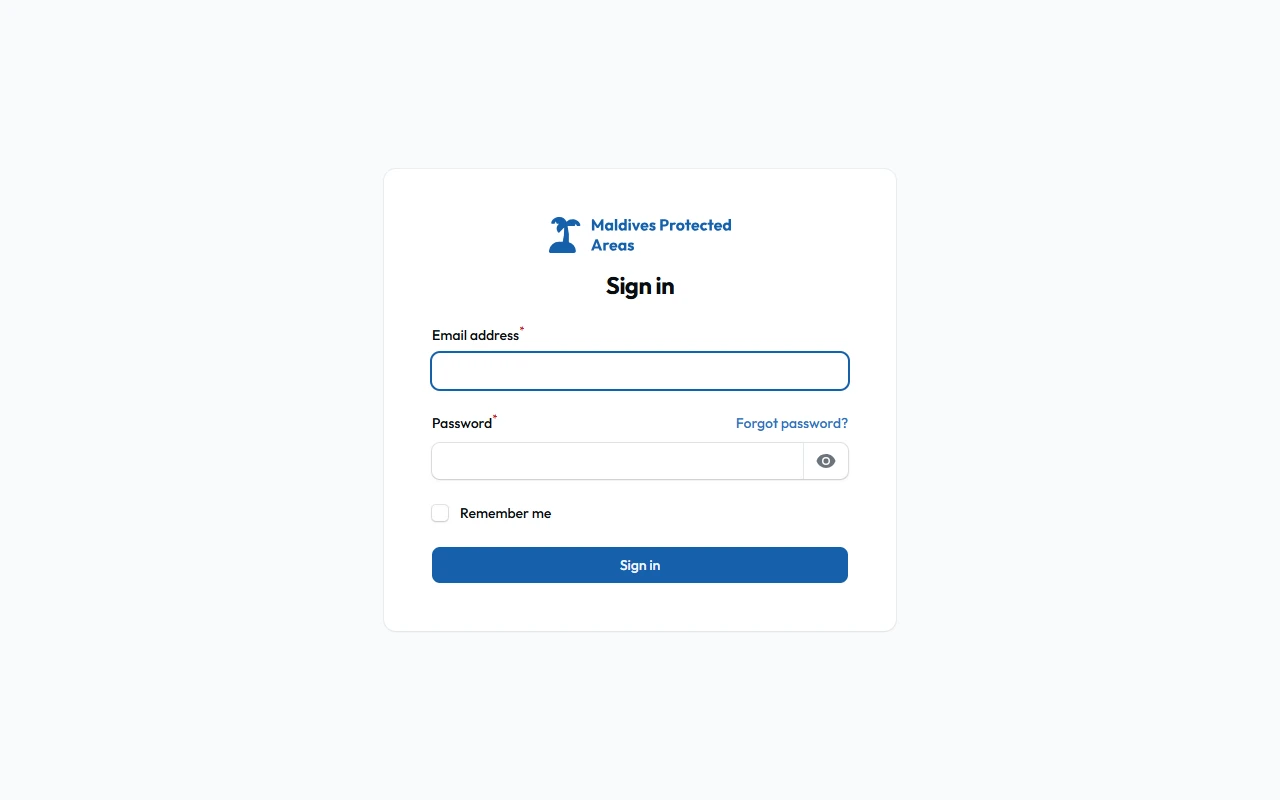 Maldives Protected
Areas
Sign in
Email address*
Password*
Forgot password?
Remember me
Sign in